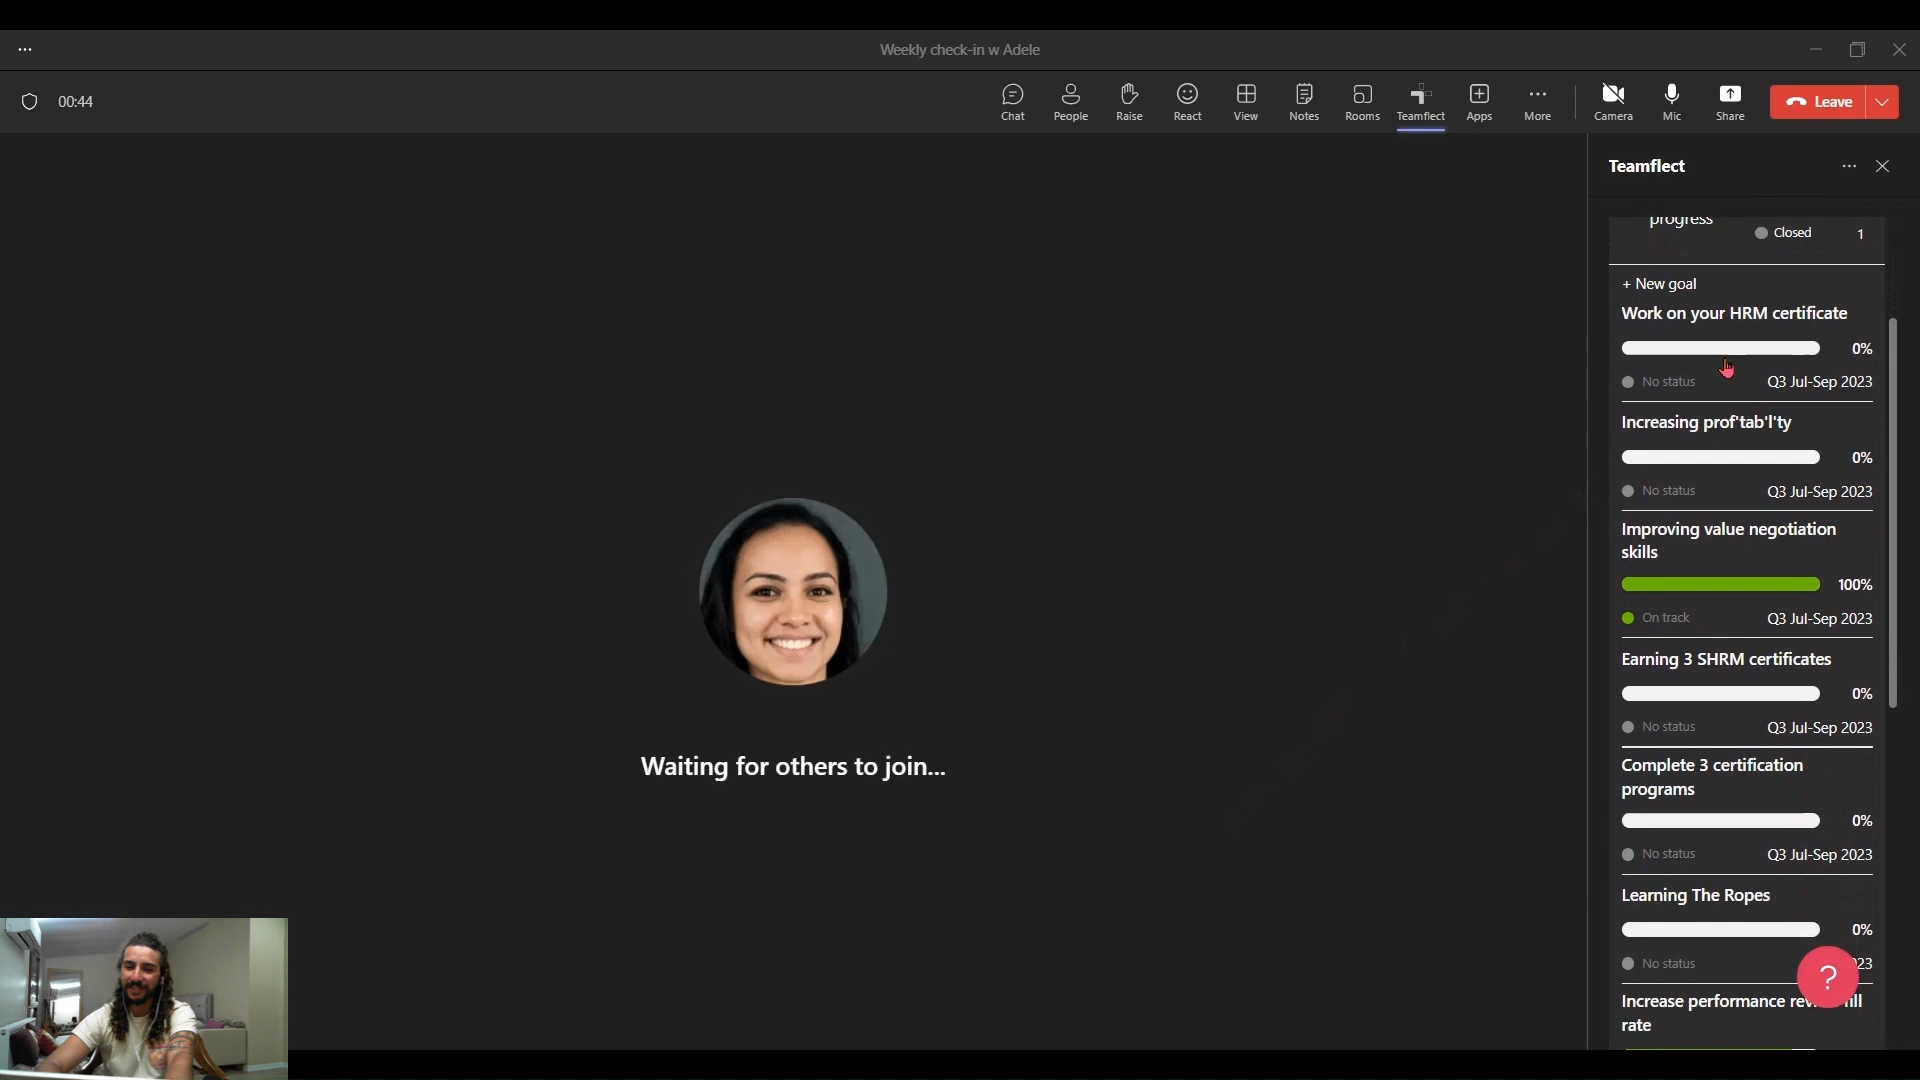 Weekly check-in w Adele
00:44
Chat
People
Raise
React
View
Notes
Rooms
Teamflect
Apps
More
Camera
Mic
Share
Leave
Teamflect
progress
Closed 1
+ New goal
Work on your HRM certificate
0%
No status Q3 Jul-Sep 2023
Increasing prof'tab'l'ty
0%
No status Q3 Jul-Sep 2023
Improving value negotiation
skills
100%
On track Q3 Jul-Sep 2023
Earning 3 SHRM certificates
0%
No status Q3 Jul-Sep 2023
Complete 3 certification
programs
0%
No status Q3 Jul-Sep 2023
Learning The Ropes
0%
No status 23
?
Increase performance
rate
Waiting for others to join...